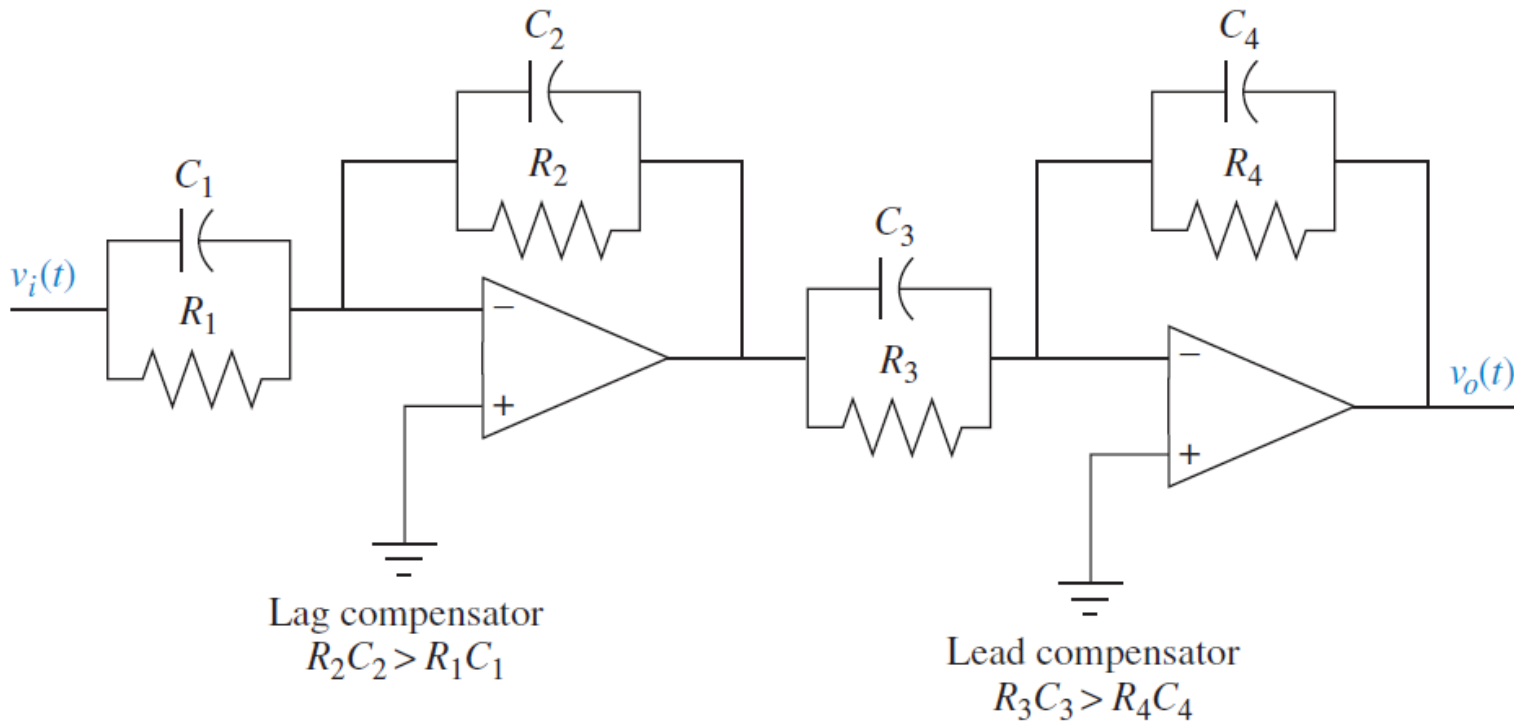 C₂
C₄
R₂
R₄
C₁
C₃
vᵢ(t)
R₁
−
R₃
−
vₒ(t)
+
+
Lag compensator
R₂C₂ > R₁C₁
Lead compensator
R₃C₃ > R₄C₄